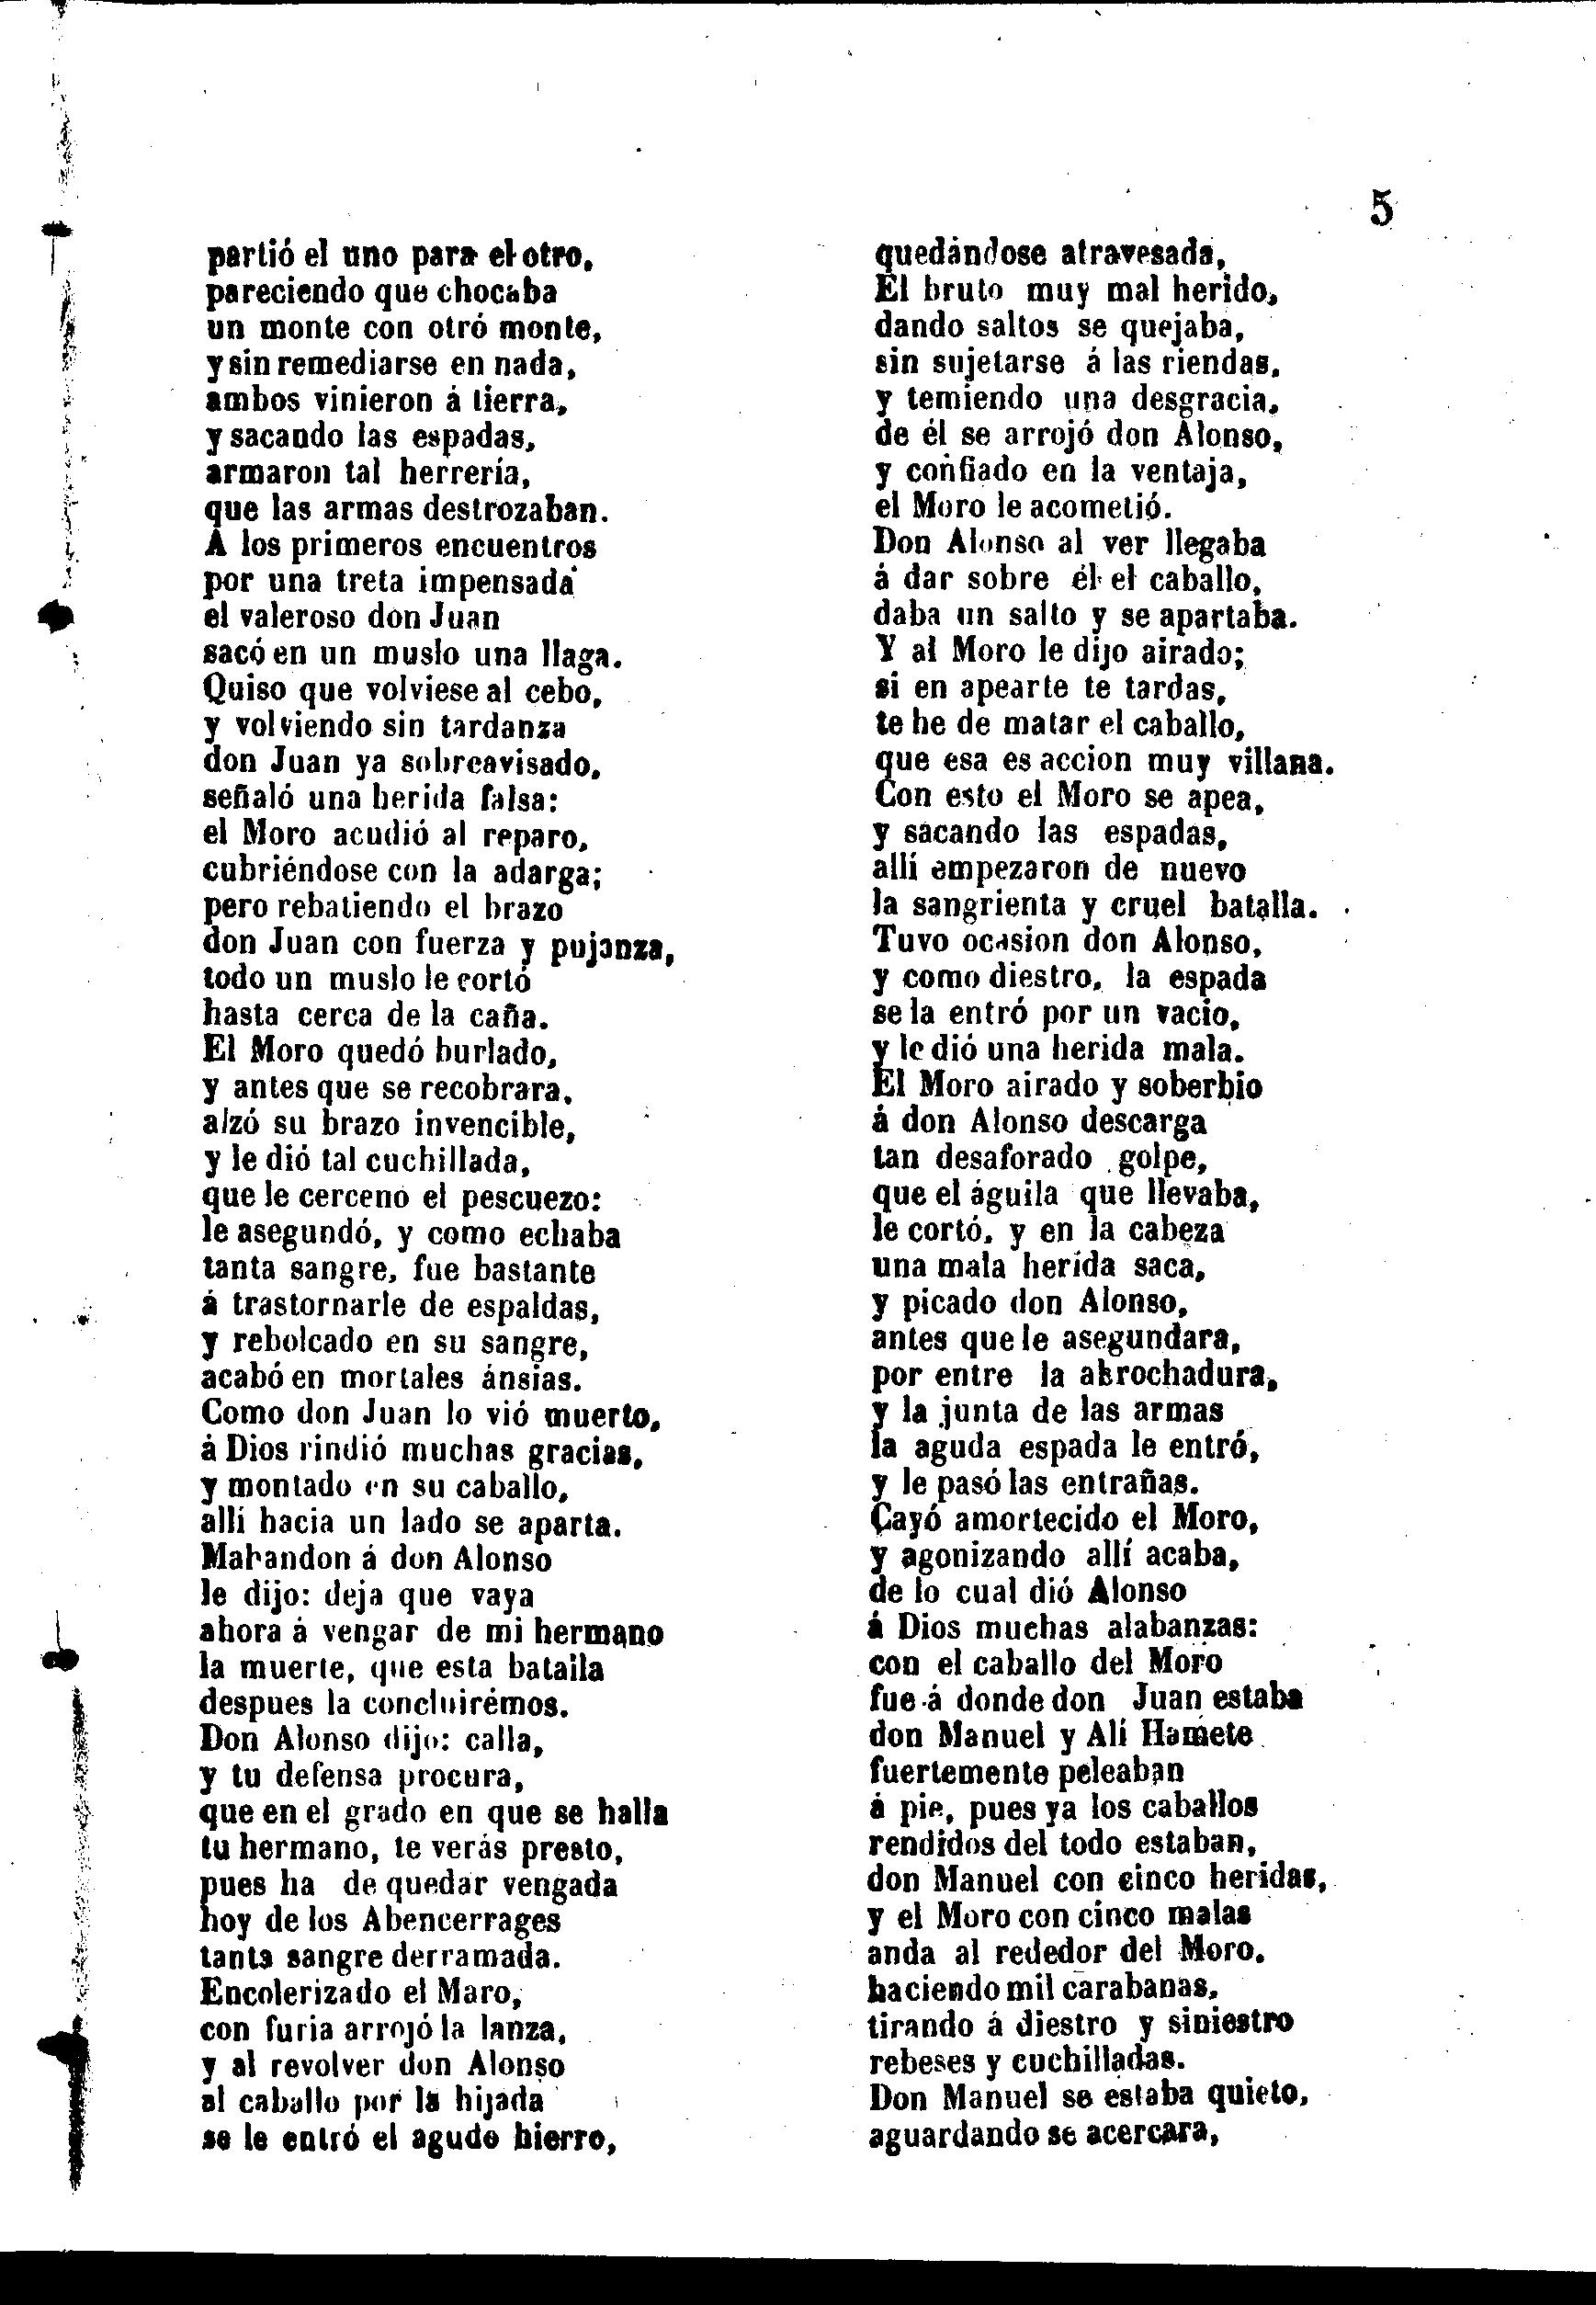 5
partió el uno para el otro,
pareciendo que chocaba
un monte con otró monte,
y sin remediarse en nada,
ambos vinieron á tierra,
y sacando las espadas,
armaron tal herrería,
que las armas destrozaban.
A los primeros encuentros
por una treta impensada
el valeroso don Juan
sacó en un muslo una llaga.
Quiso que volviese al cebo,
y volviendo sin tardanza
don Juan ya sobreavisado,
señaló una herida falsa:
el Moro acudió al reparo,
cubriéndose con la adarga;
pero rebatiendo el brazo
don Juan con fuerza y pujanza,
todo un muslo le cortó
hasta cerca de la caña.
El Moro quedó burlado,
y antes que se recobrara,
alzó su brazo invencible,
y le dió tal cuchillada,
que le cercenó el pescuezo:
le asegundó, y como echaba
tanta sangre, fue bastante
á trastornarle de espaldas,
y rebolcado en su sangre,
acabó en mortales ánsias.
Como don Juan lo vió muerto,
á Dios rindió muchas gracias,
y montado en su caballo,
allí hacia un lado se aparta.
Mahandon á don Alonso
le dijo: deja que vaya
ahora á vengar de mi hermano
la muerte, que esta batalla
despues la concluirémos.
Don Alonso dijo: calla,
y tu defensa procura,
que en el grado en que se halla
tu hermano, te verás presto,
pues ha de quedar vengada
hoy de los Abencerrages
tanta sangre derramada.
Encolerizado el Maro,
con furia arrojó la lanza,
y al revolver don Alonso
al caballo por la hijada
se le entró el agudo hierro,
quedándose atravesada,
El bruto muy mal herido,
dando saltos se quejaba,
sin sujetarse á las riendas,
y temiendo una desgracia,
de él se arrojó don Alonso,
y confiado en la ventaja,
el Moro le acometió.
Don Alonso al ver llegaba
á dar sobre él el caballo,
daba un salto y se apartaba.
Y al Moro le dijo airado;
si en apearte te tardas,
te he de matar el caballo,
que esa es accion muy villana.
Con esto el Moro se apea,
y sacando las espadas,
allí empezaron de nuevo
la sangrienta y cruel batalla.
Tuvo ocasion don Alonso,
y como diestro, la espada
se la entró por un vacio,
y le dió una herida mala.
El Moro airado y soberbio
á don Alonso descarga
tan desaforado golpe,
que el águila que llevaba,
le cortó, y en la cabeza
una mala herída saca,
y picado don Alonso,
antes que le asegundara,
por entre la abrochadura,
y la junta de las armas
la aguda espada le entró,
y le pasó las entrañas.
Cayó amortecido el Moro,
y agonizando allí acaba,
de lo cual dió Alonso
á Dios muchas alabanzas:
con el caballo del Moro
fue á donde don Juan estaba
don Manuel y Alí Hamete
fuertemente peleaban
á pie, pues ya los caballos
rendidos del todo estaban,
don Manuel con cinco heridas,
y el Moro con cinco malas
anda al rededor del Moro.
haciendo mil carabanas,
tirando á diestro y siniestro
rebeses y cuchilladas.
Don Manuel se estaba quieto,
aguardando se acercara,